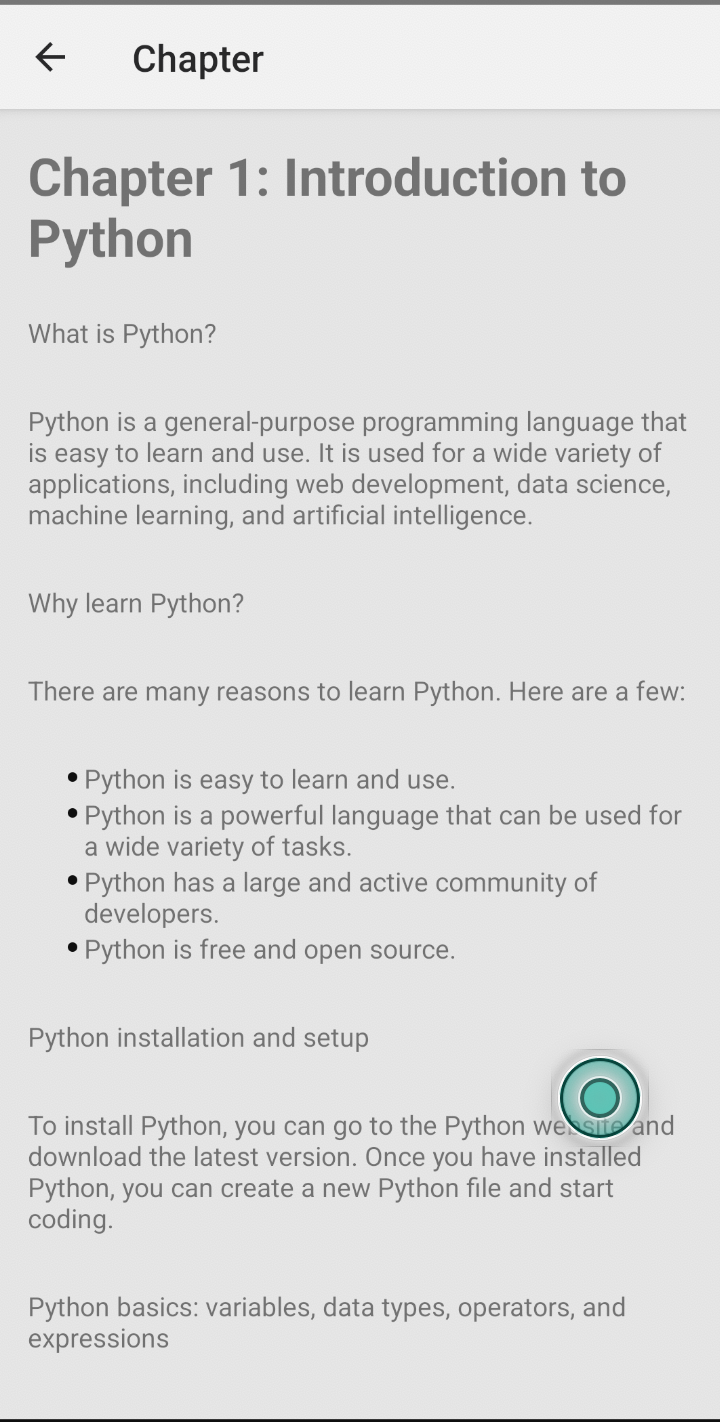 Chapter
Chapter 1: Introduction to
Python
What is Python?
Python is a general-purpose programming language that
is easy to learn and use. It is used for a wide variety of
applications, including web development, data science,
machine learning, and artificial intelligence.
Why learn Python?
There are many reasons to learn Python. Here are a few:
Python is easy to learn and use.
Python is a powerful language that can be used for
a wide variety of tasks.
Python has a large and active community of
developers.
Python is free and open source.
Python installation and setup
To install Python, you can go to the Python website and
download the latest version. Once you have installed
Python, you can create a new Python file and start
coding.
Python basics: variables, data types, operators, and
expressions